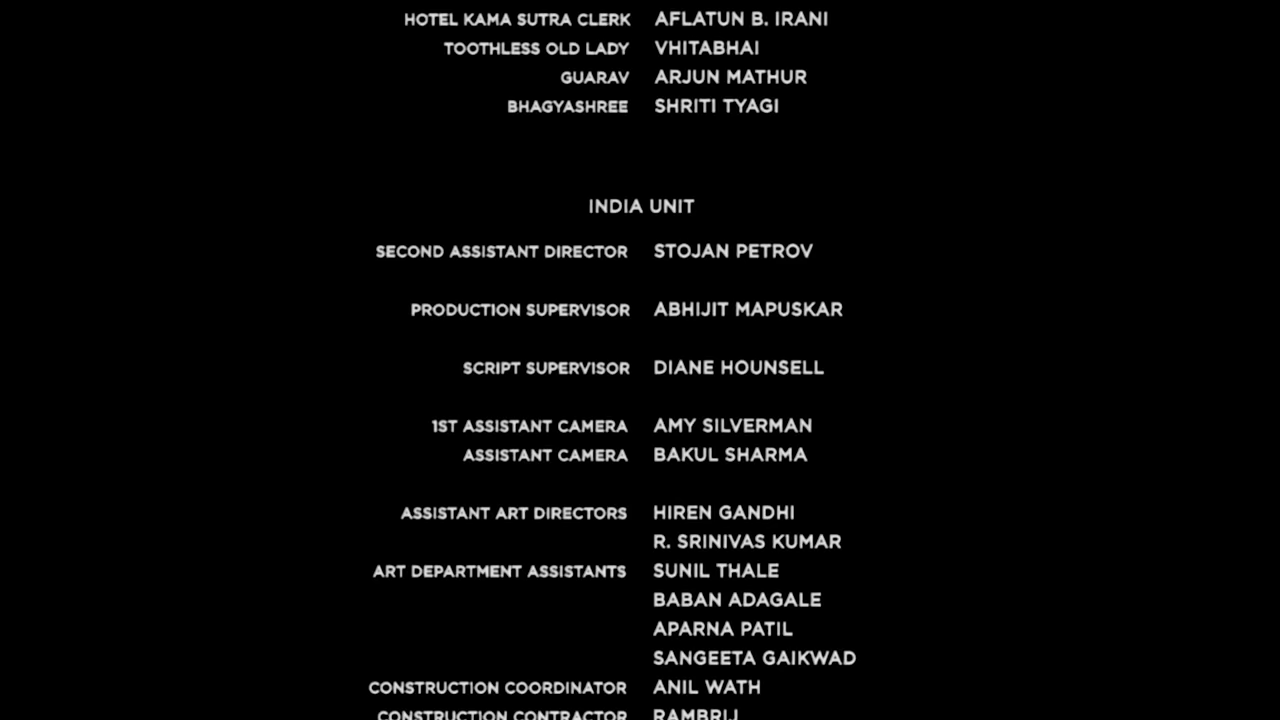 HOTEL KAMA SUTRA CLERK AFLATUN B. IRANI
TOOTHLESS OLD LADY VHITABHAI
GUARAV ARJUN MATHUR
BHAGYASHREE SHRITI TYAGI
INDIA UNIT
SECOND ASSISTANT DIRECTOR STOJAN PETROV
PRODUCTION SUPERVISOR ABHIJIT MAPUSKAR
SCRIPT SUPERVISOR DIANE HOUNSELL
1ST ASSISTANT CAMERA AMY SILVERMAN
ASSISTANT CAMERA BAKUL SHARMA
ASSISTANT ART DIRECTORS HIREN GANDHI
R. SRINIVAS KUMAR
ART DEPARTMENT ASSISTANTS SUNIL THALE
BABAN ADAGALE
APARNA PATIL
SANGEETA GAIKWAD
CONSTRUCTION COORDINATOR ANIL WATH
CONSTRUCTION CONTRACTOR RAMBRIJ